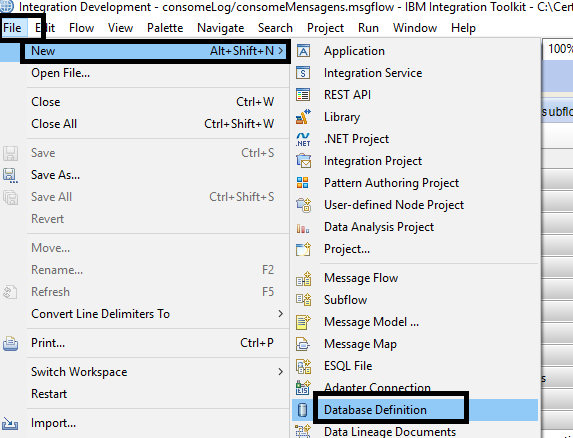 Integration Development - consomeLog/consomeMensagens.msgflow - IBM Integration Toolkit - C:\Cert
File Edit Flow View Palette Navigate Search Project Run Window Help
New Alt+Shift+N
Open File...
Close Ctrl+W
Close All Ctrl+Shift+W
Save Ctrl+S
Save As...
Save All Ctrl+Shift+S
Revert
Move...
Rename... F2
Refresh F5
Convert Line Delimiters To
Print... Ctrl+P
Switch Workspace
Restart
Import...
Application
Integration Service
REST API
Library
.NET
.NET Project
Integration Project
Pattern Authoring Project
User-defined Node Project
Data Analysis Project
Project...
Message Flow
Subflow
Message Model ...
Message Map
ESQL File
EIS
Adapter Connection
Database Definition
Data Lineage Documents
100%
subflo
s